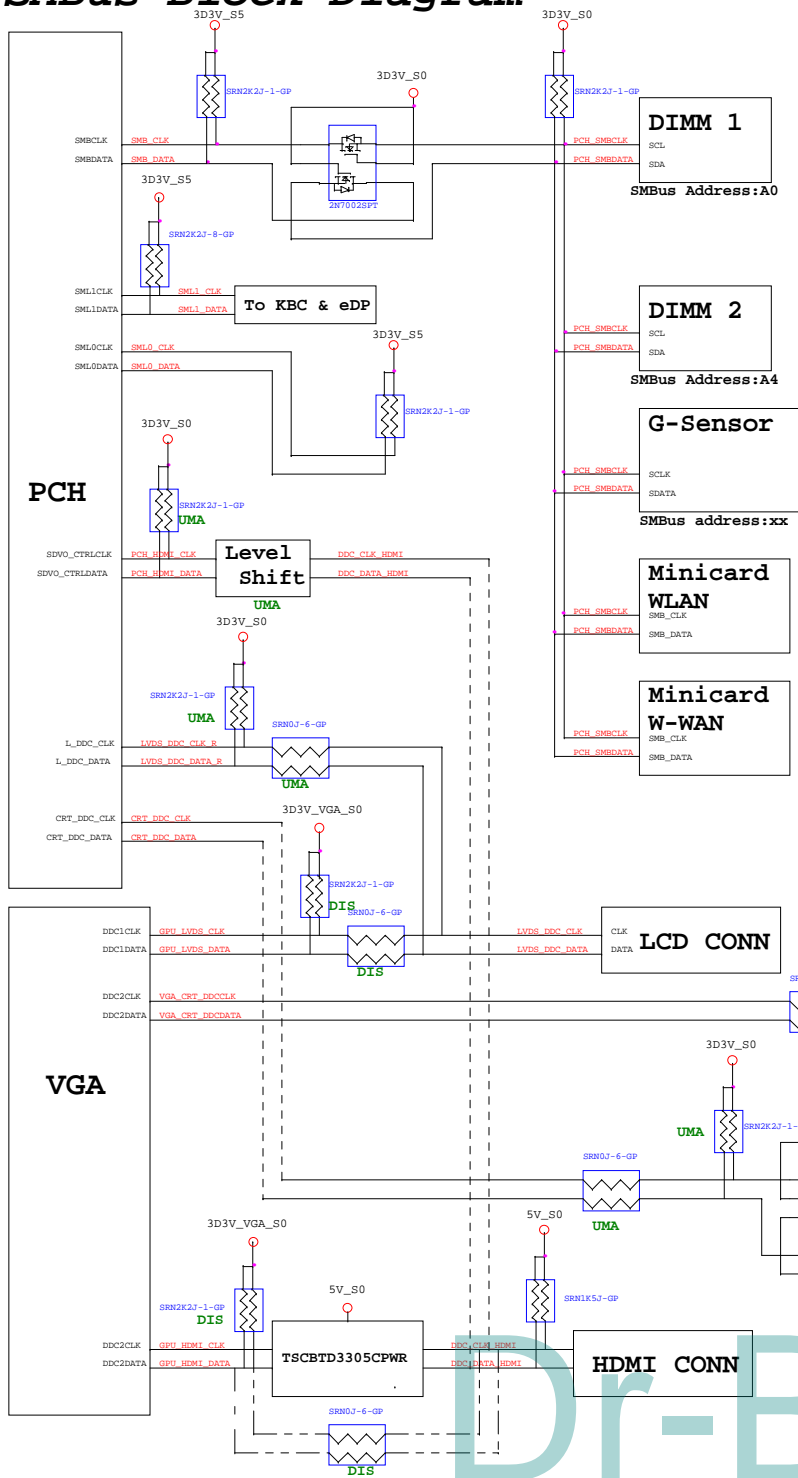 SMBus Block Diagram
3D3V_S5
3D3V_S0
SRN2K2J-1-GP
3D3V_S0
SRN2K2J-1-GP
DIMM 1
SMBCLK
SMB_CLK
PCH_SMBCLK
SCL
SMBDATA
SMB_DATA
PCH_SMBDATA
SDA
3D3V_S5
2N7002SPT
SMBus Address:A0
SRN2K2J-8-GP
SML1CLK
SML1_CLK
To KBC & eDP
SML1DATA
SML1_DATA
DIMM 2
PCH_SMBCLK
SCL
PCH_SMBDATA
SDA
SMBus Address:A4
3D3V_S5
SML0CLK
SML0_CLK
SML0DATA
SML0_DATA
SRN2K2J-1-GP
G-Sensor
PCH_SMBCLK
SCLK
PCH_SMBDATA
SDATA
SMBus address:xx
3D3V_S0
PCH
SRN2K2J-1-GP
UMA
SDVO_CTRLCLK
PCH_HDMI_CLK
Level
Shift
DDC_CLK_HDMI
SDVO_CTRLDATA
PCH_HDMI_DATA
DDC_DATA_HDMI
UMA
Minicard
WLAN
PCH_SMBCLK
SMB_CLK
PCH_SMBDATA
SMB_DATA
3D3V_S0
SRN2K2J-1-GP
UMA
SRN0J-6-GP
Minicard
W-WAN
PCH_SMBCLK
SMB_CLK
PCH_SMBDATA
SMB_DATA
L_DDC_CLK
LVDS_DDC_CLK_R
L_DDC_DATA
LVDS_DDC_DATA_R
UMA
3D3V_VGA_S0
CRT_DDC_CLK
CRT_DDC_CLK
CRT_DDC_DATA
CRT_DDC_DATA
SRN2K2J-1-GP
DIS
SRN0J-6-GP
DDC1CLK
GPU_LVDS_CLK
LVDS_DDC_CLK
CLK
LCD CONN
DDC1DATA
GPU_LVDS_DATA
LVDS_DDC_DATA
DATA
DIS
DDC2CLK
VGA_CRT_DDCCLK
DDC2DATA
VGA_CRT_DDCDATA
3D3V_S0
VGA
UMA
SRN2K2J-1-
SRN0J-6-GP
UMA
3D3V_VGA_S0
5V_S0
5V_S0
SRN2K2J-1-GP
DIS
SRN1K5J-GP
DDC2CLK
GPU_HDMI_CLK
TSCBTD3305CPWR
DDC_CLK_HDMI
HDMI CONN
DDC2DATA
GPU_HDMI_DATA
DDC_DATA_HDMI
SRN0J-6-GP
DIS